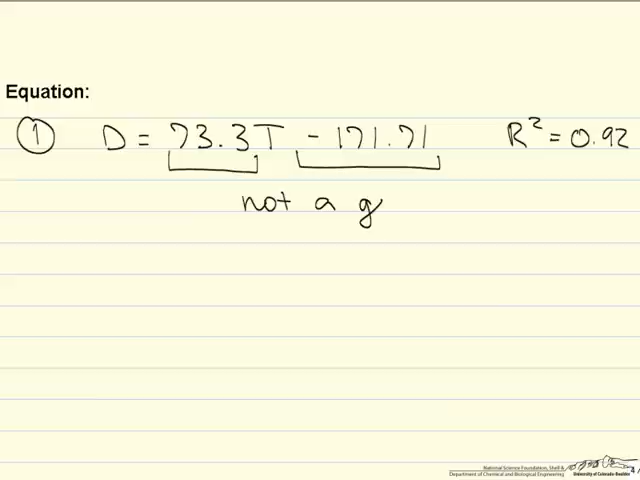 Equation:
① D = 73.3T - 171.71 R² = 0.92
not a g
National Science Foundation, Shell &
Department of Chemical and Biological Engineering
University of Colorado Boulder
4/